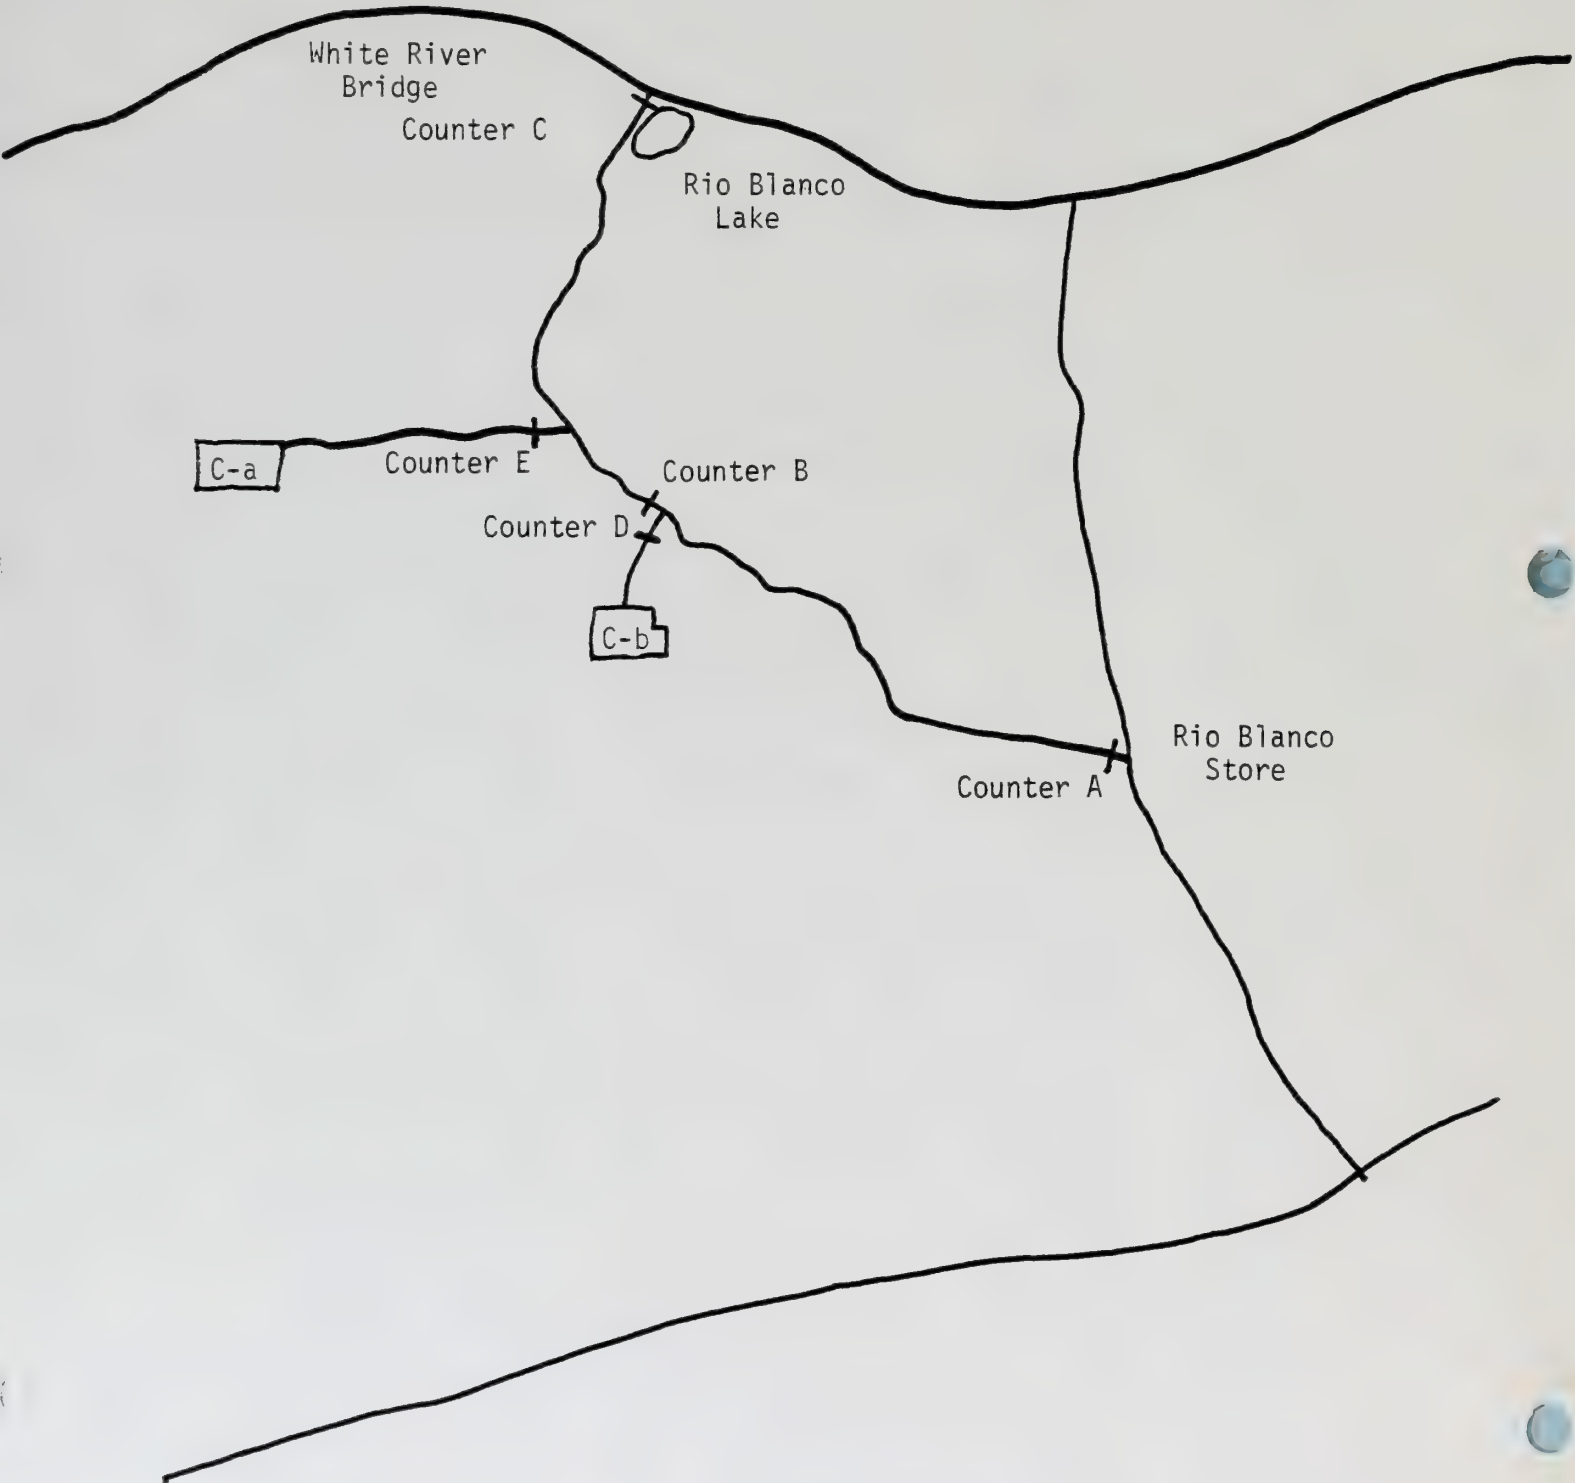 White River
Bridge
Counter C
Rio Blanco
Lake
C-a
Counter E
Counter B
Counter D
C-b
Rio Blanco
Store
Counter A